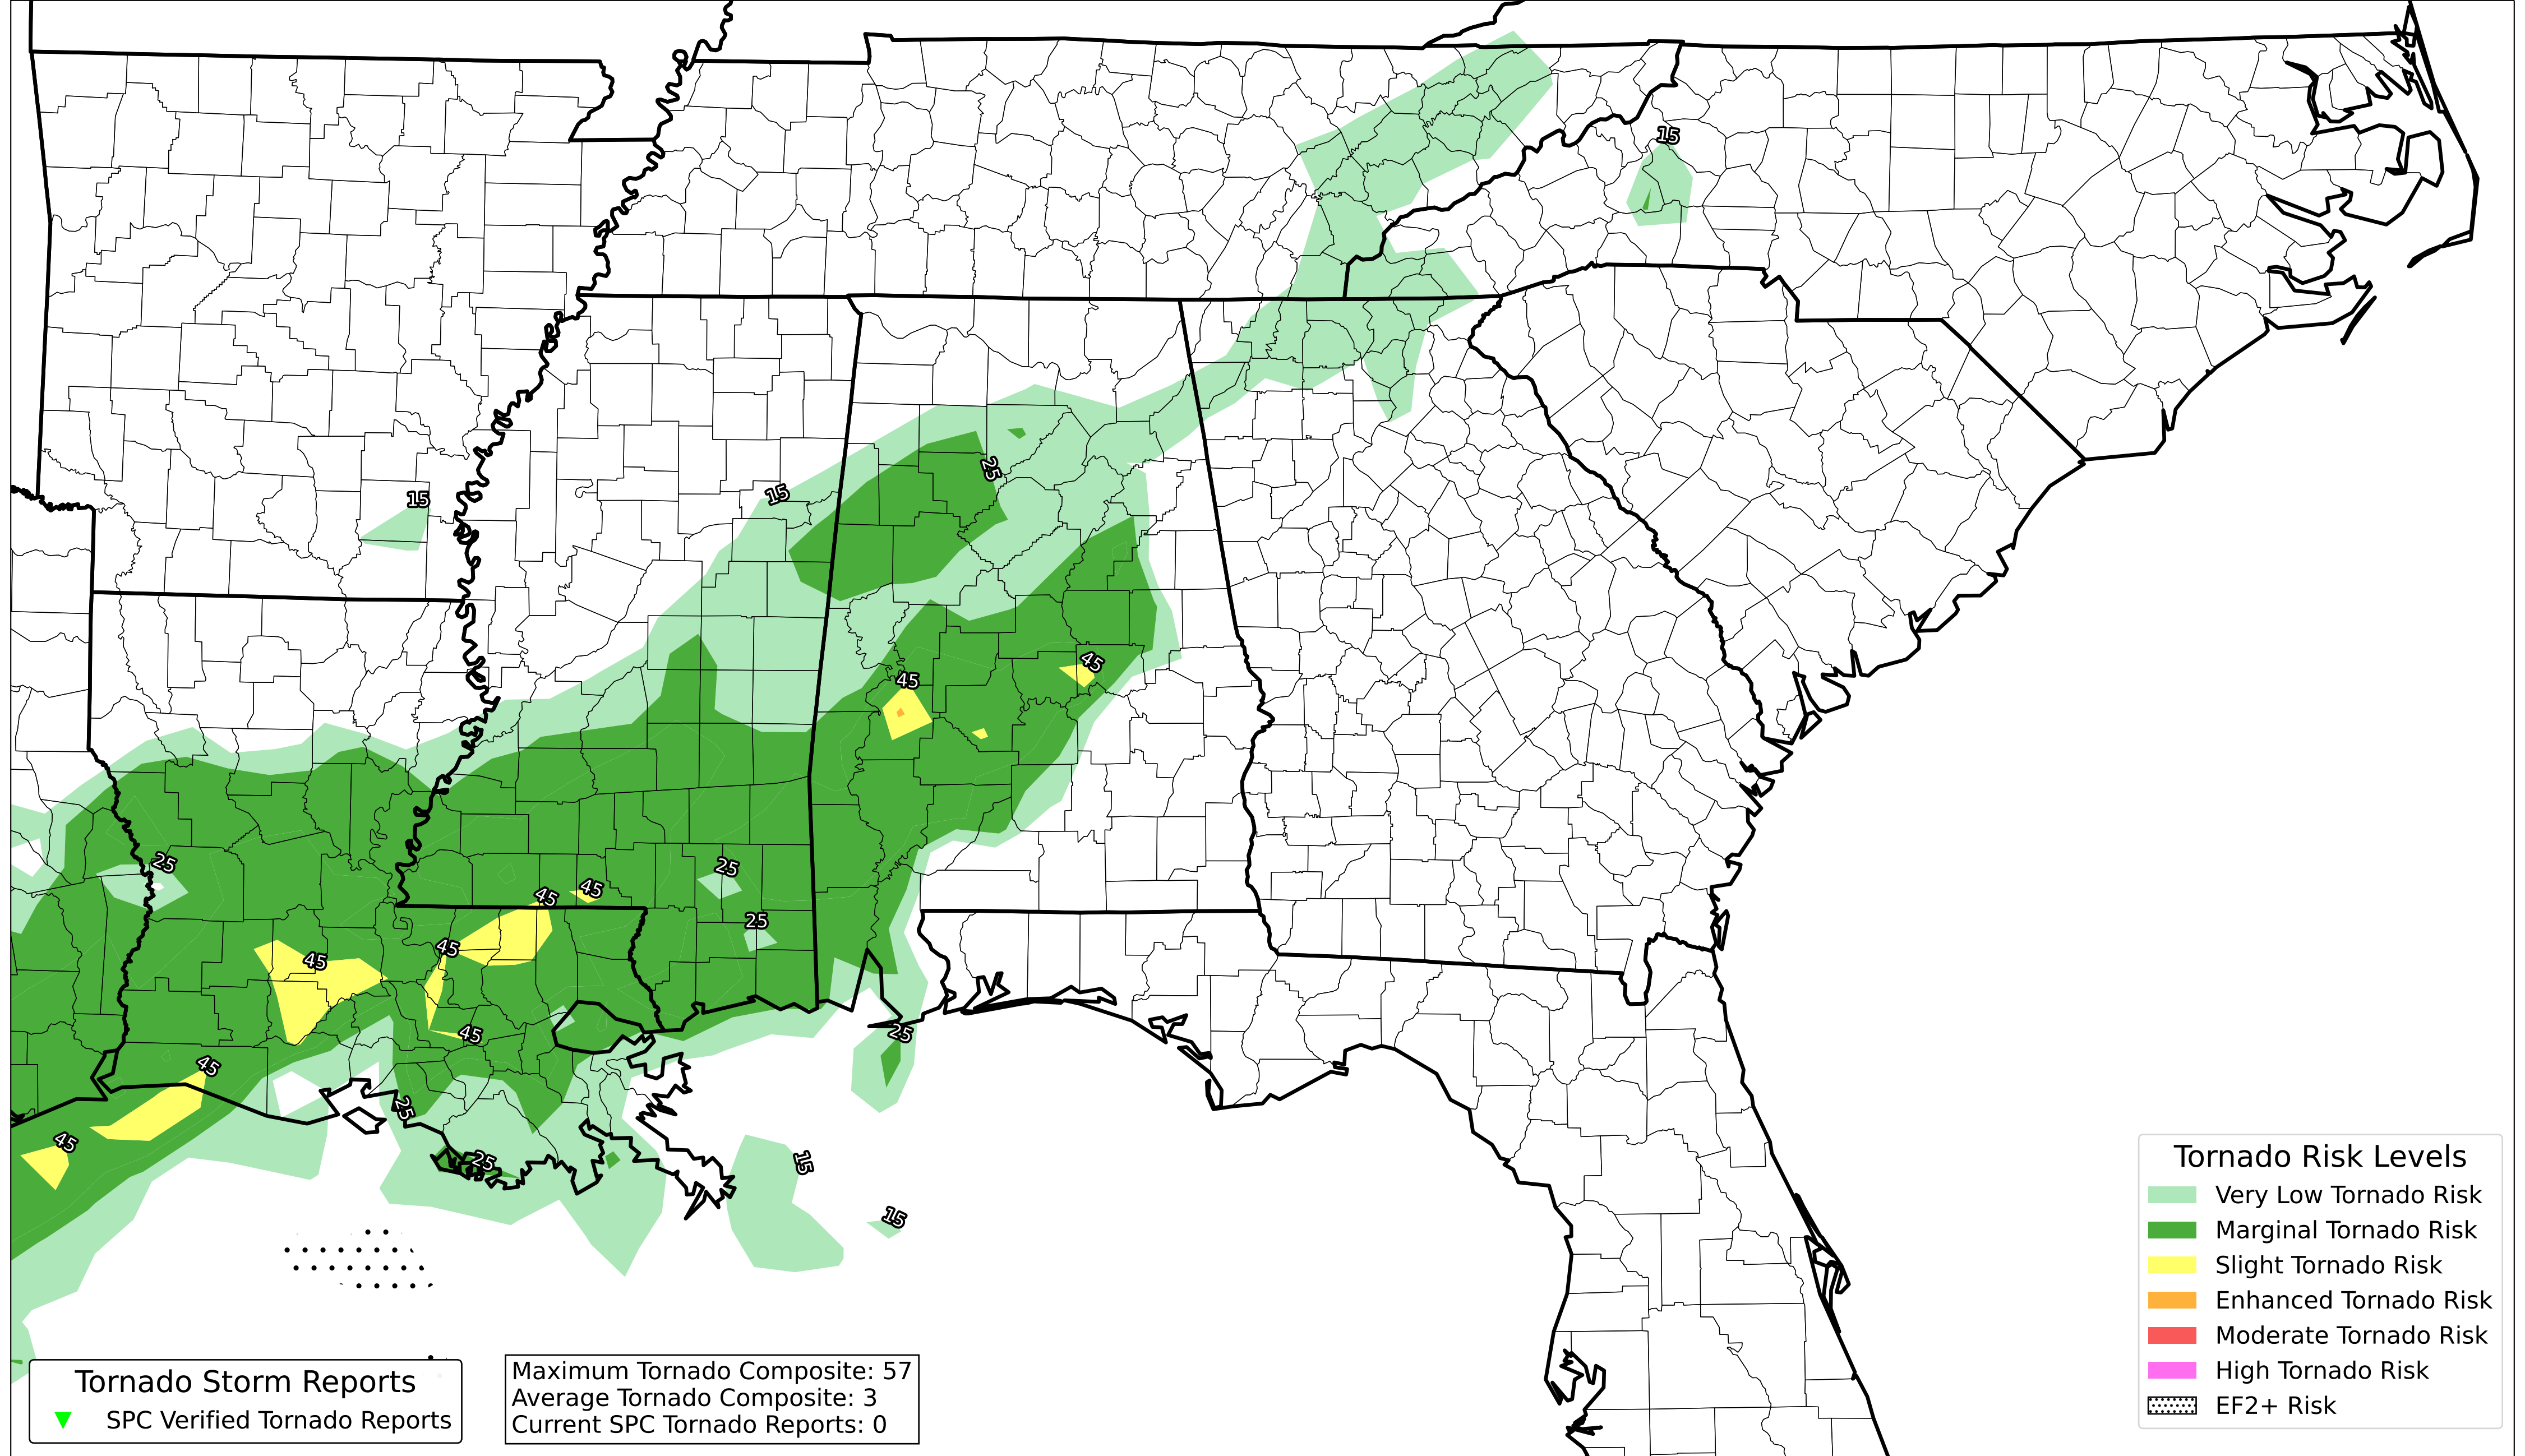 15
15
15
25
45
45
25
25
45
45
25
45
45
45
25
45
25
45
25
15
15
Tornado Risk Levels
Very Low Tornado Risk
Marginal Tornado Risk
Slight Tornado Risk
Enhanced Tornado Risk
Moderate Tornado Risk
High Tornado Risk
EF2+ Risk
Tornado Storm Reports
SPC Verified Tornado Reports
Maximum Tornado Composite: 57
Average Tornado Composite: 3
Current SPC Tornado Reports: 0